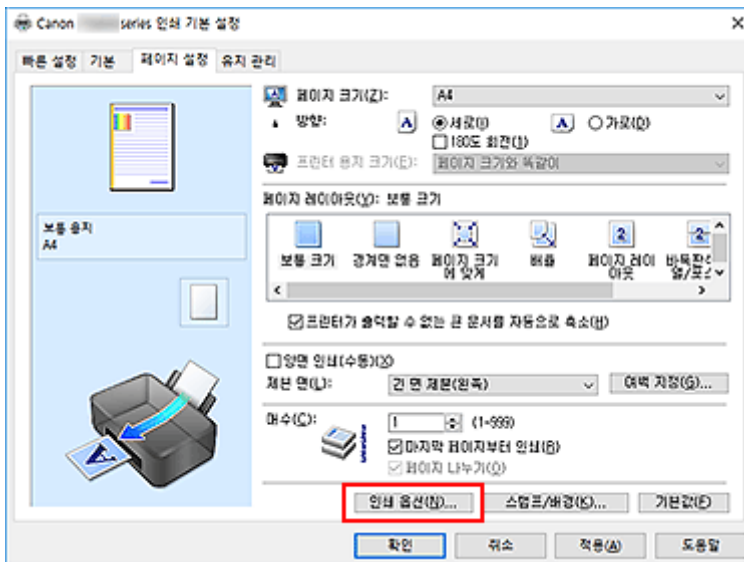 Canon series 인쇄 기본 설정
빠른 설정 기본 페이지 설정 유지 관리
페이지 크기(Z): A4
방향: A 세로(I) A 가로(O)
180도 회전(1)
프린터 용지 크기(E): 페이지 크기와 똑같이
페이지 레이아웃(Y): 보통 크기
보통 용지
A4
보통 크기 경계면 없음 페이지 크기에 맞게 배율 페이지 레이아웃
프린터가 출력할 수 없는 큰 문서를 자동으로 축소(H)
양면 인쇄(수동)(X)
제본 면(L): 긴 면 제본(왼쪽) 여백 지정(G)...
매수(C): 1 (1-999)
마지막 페이지부터 인쇄(R)
페이지 나누기(Q)
인쇄 옵션(N)... 스탬프/배경(K)... 기본값(F)
확인 취소 적용(A) 도움말